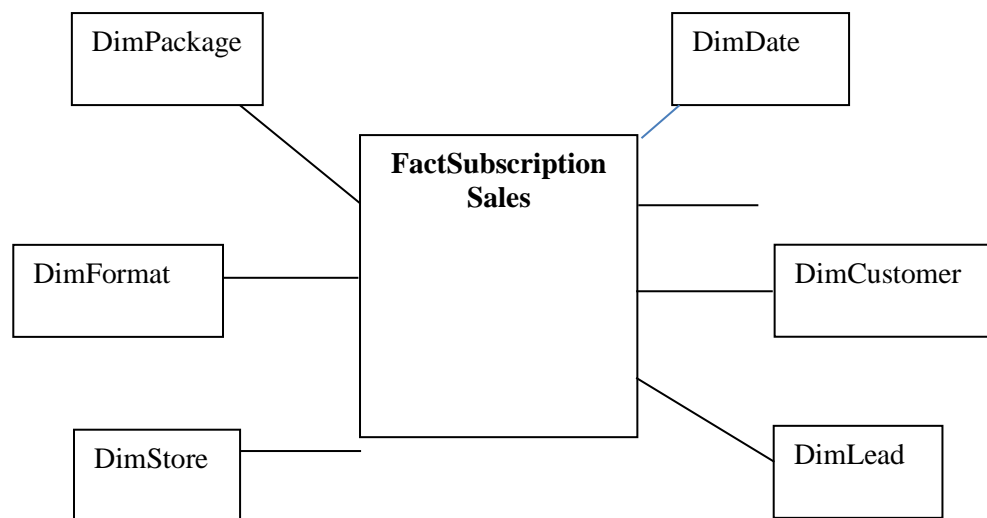 DimPackage
DimDate
FactSubscription
Sales
DimFormat
DimCustomer
DimStore
DimLead